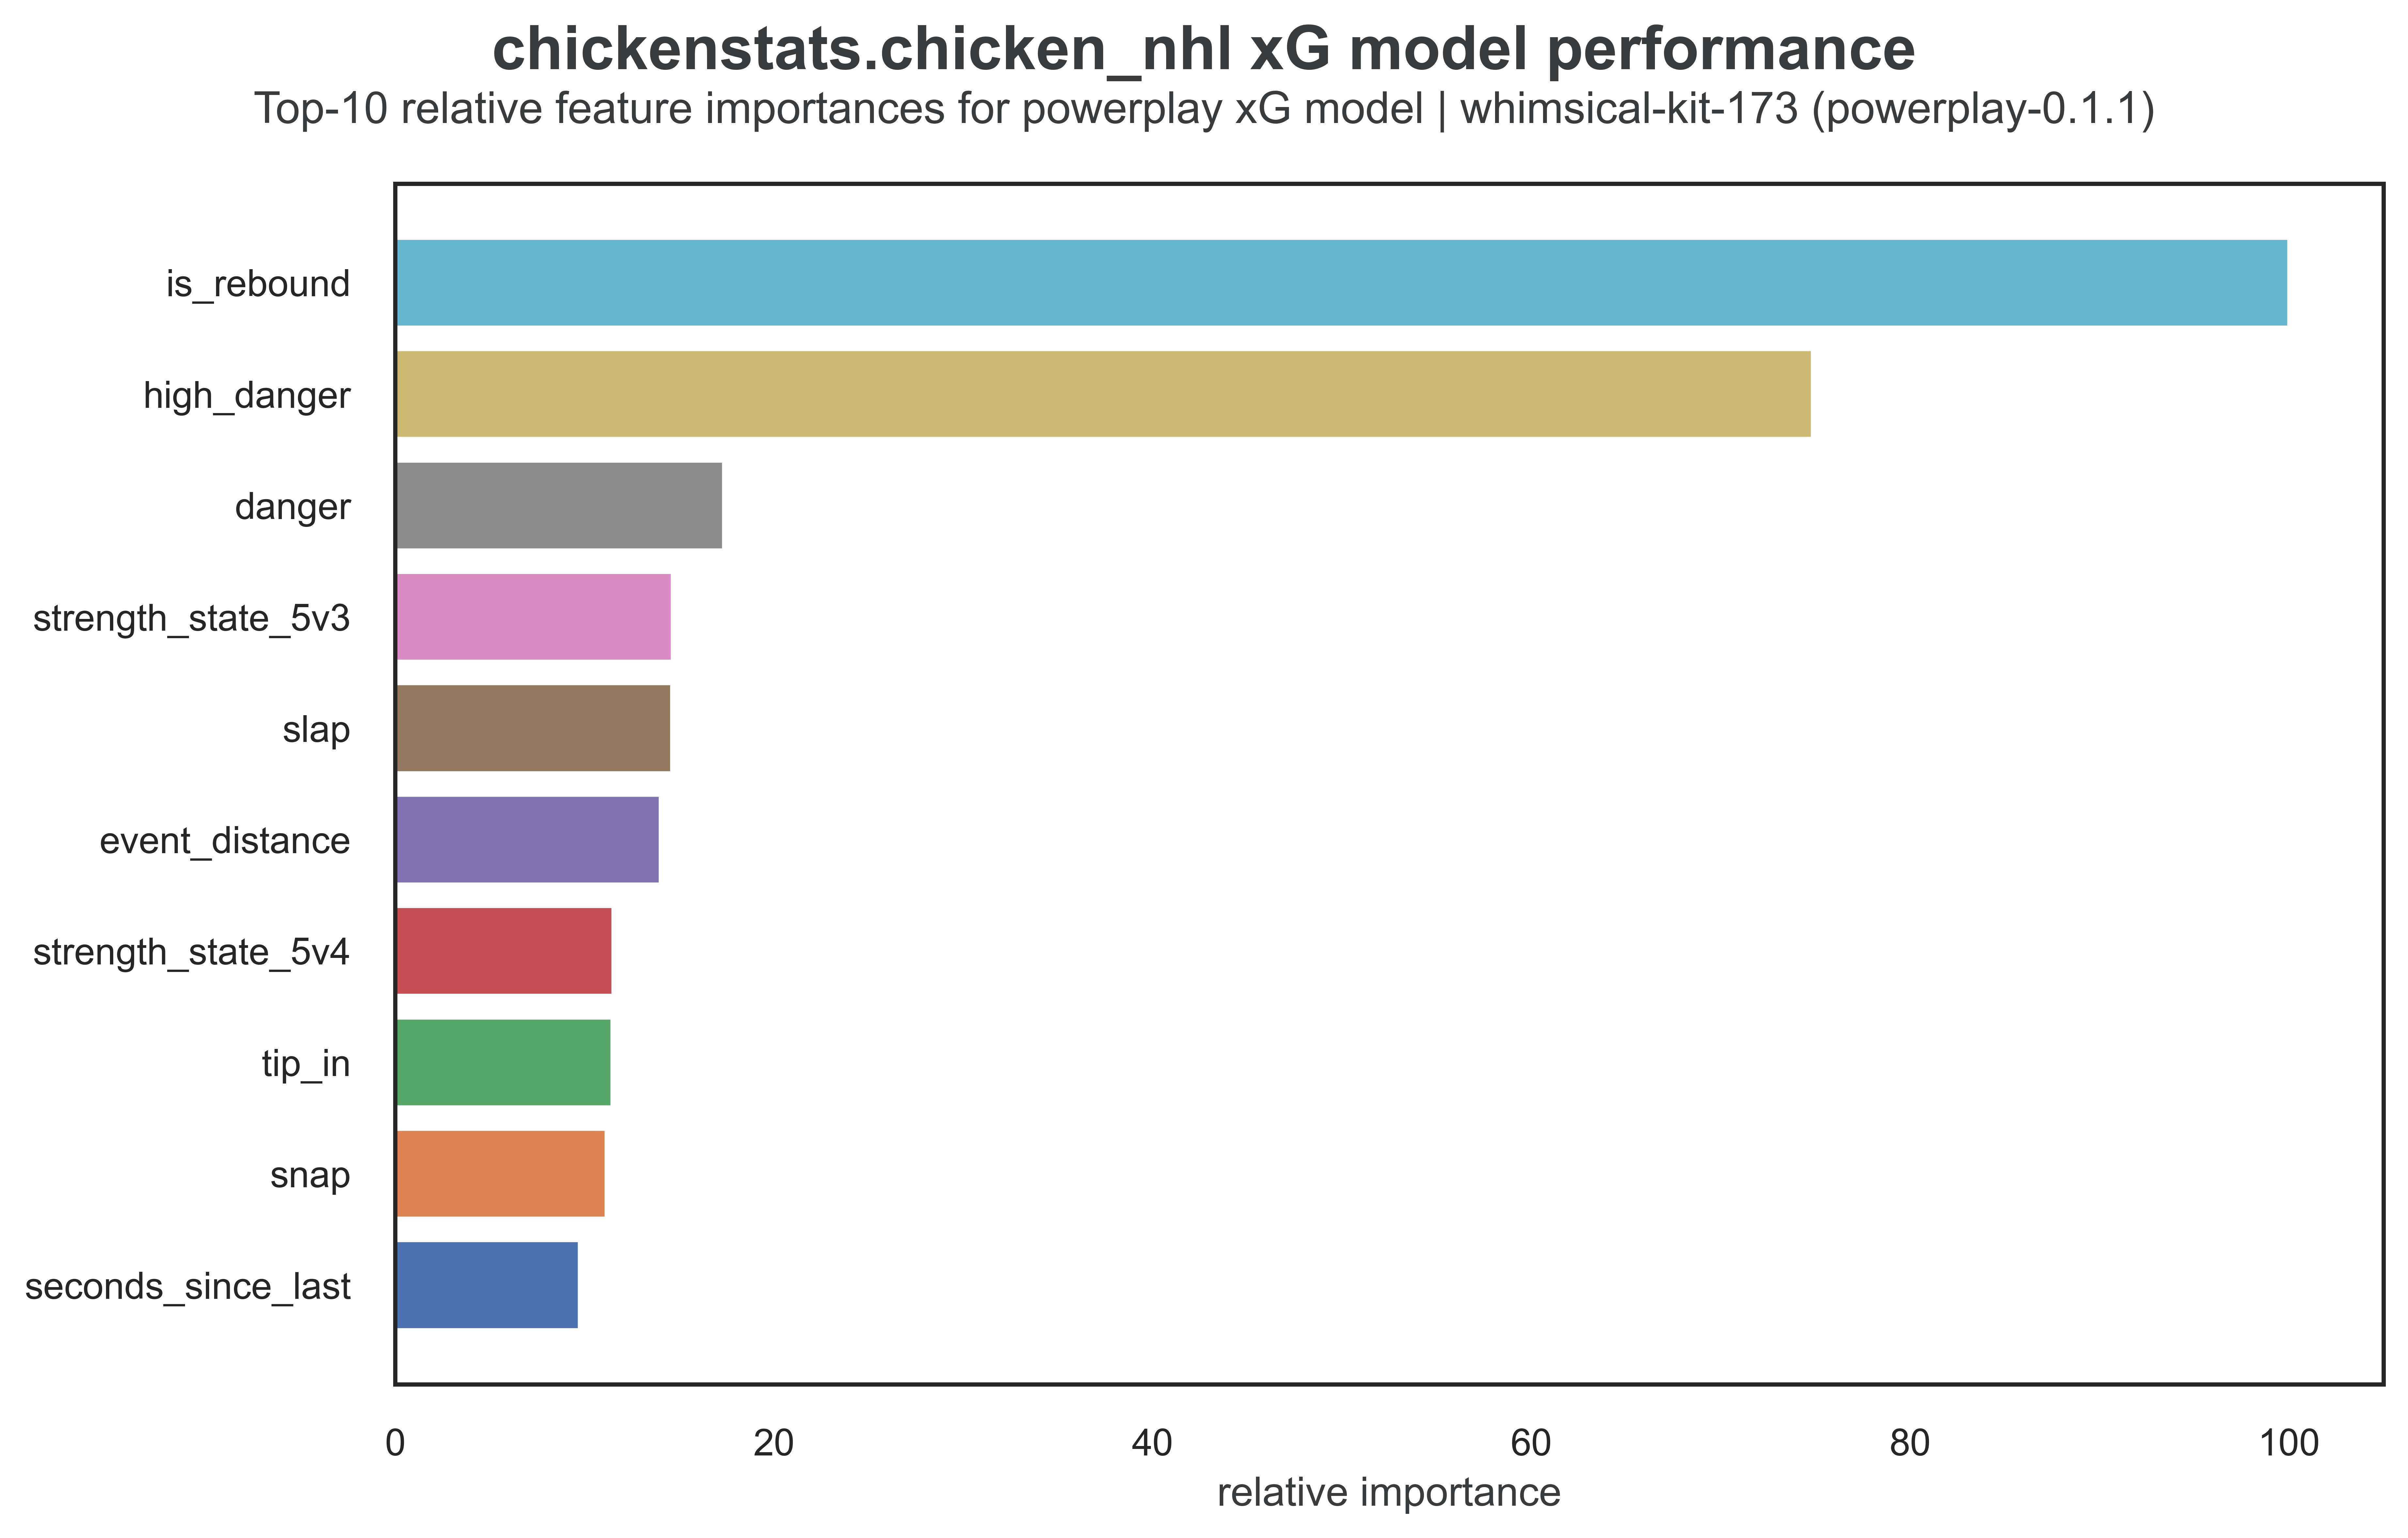 chickenstats.chicken_nhl xG model performance
Top-10 relative feature importances for powerplay xG model | whimsical-kit-173 (powerplay-0.1.1)
is_rebound
high_danger
danger
strength_state_5v3
slap
event_distance
strength_state_5v4
tip_in
snap
seconds_since_last
0 20 40 60 80 100
relative importance